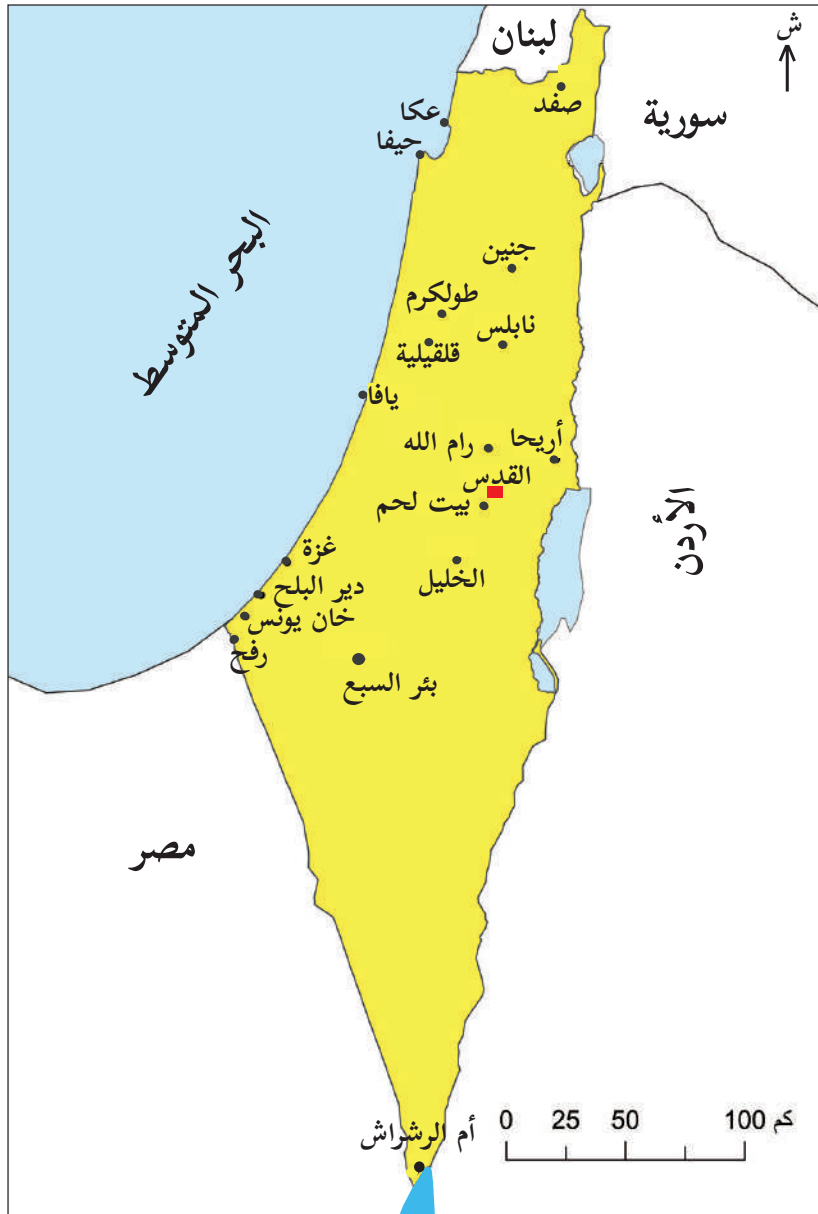 لبنان
ش
صفد
سورية
عكا
حيفا
البحر المتوسط
جنين
طولكرم
نابلس
قلقيلية
يافا
رام الله
أريحا
القدس
بيت لحم
الأردن
غزة
الخليل
دير البلح
خان يونس
رفح
بئر السبع
مصر
أم الرشراش
0 25 50 100 كم